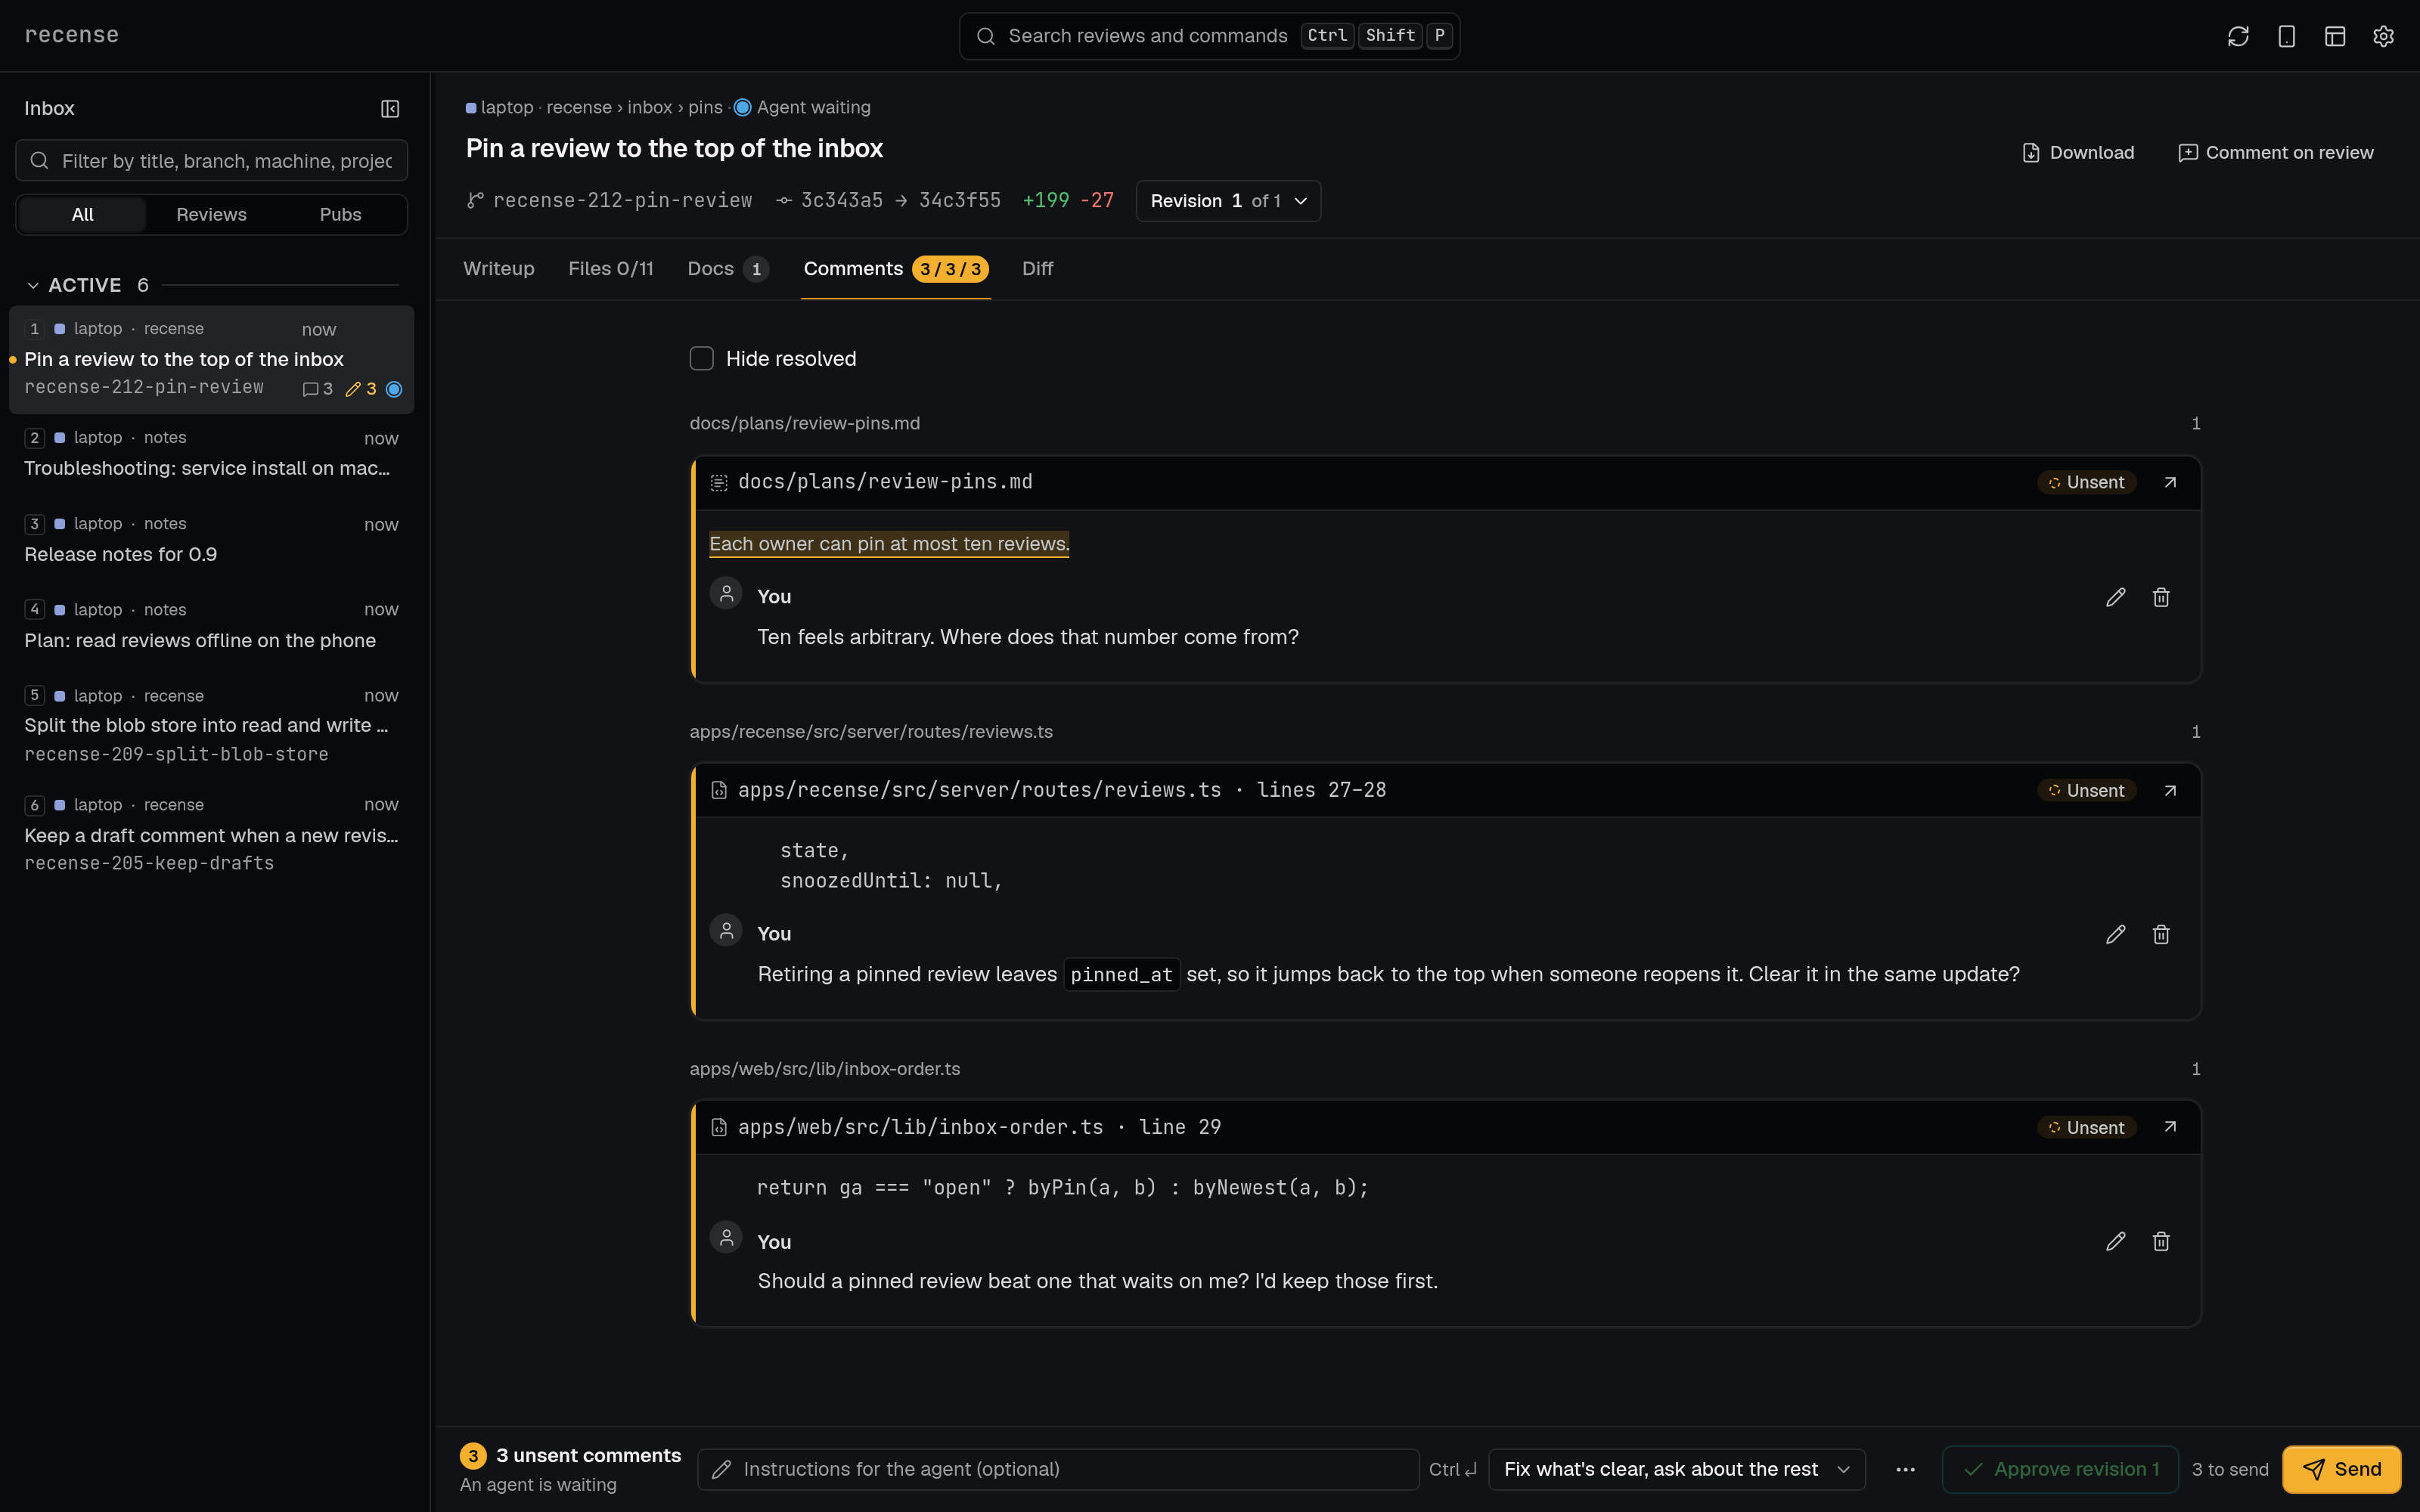 recense
Search reviews and commands Ctrl Shift P
Inbox
Filter by title, branch, machine, projec
All Reviews Pubs
ACTIVE 6
1 laptop · recense now
Pin a review to the top of the inbox
recense-212-pin-review 3 3
2 laptop · notes now
Troubleshooting: service install on mac…
3 laptop · notes now
Release notes for 0.9
4 laptop · notes now
Plan: read reviews offline on the phone
5 laptop · recense now
Split the blob store into read and write …
recense-209-split-blob-store
6 laptop · recense now
Keep a draft comment when a new revis…
recense-205-keep-drafts
laptop · recense › inbox › pins · Agent waiting
Pin a review to the top of the inbox
Download Comment on review
recense-212-pin-review 3c343a5 → 34c3f55 +199 -27 Revision 1 of 1
Writeup Files 0/11 Docs 1 Comments 3 / 3 / 3 Diff
Hide resolved
docs/plans/review-pins.md 1
docs/plans/review-pins.md Unsent
Each owner can pin at most ten reviews.
You
Ten feels arbitrary. Where does that number come from?
apps/recense/src/server/routes/reviews.ts 1
apps/recense/src/server/routes/reviews.ts · lines 27–28 Unsent
state,
snoozedUntil: null,
You
Retiring a pinned review leaves pinned_at set, so it jumps back to the top when someone reopens it. Clear it in the same update?
apps/web/src/lib/inbox-order.ts 1
apps/web/src/lib/inbox-order.ts · line 29 Unsent
return ga === "open" ? byPin(a, b) : byNewest(a, b);
You
Should a pinned review beat one that waits on me? I'd keep those first.
3 3 unsent comments
An agent is waiting
Instructions for the agent (optional) Ctrl ↵ Fix what's clear, ask about the rest … Approve revision 1 3 to send Send